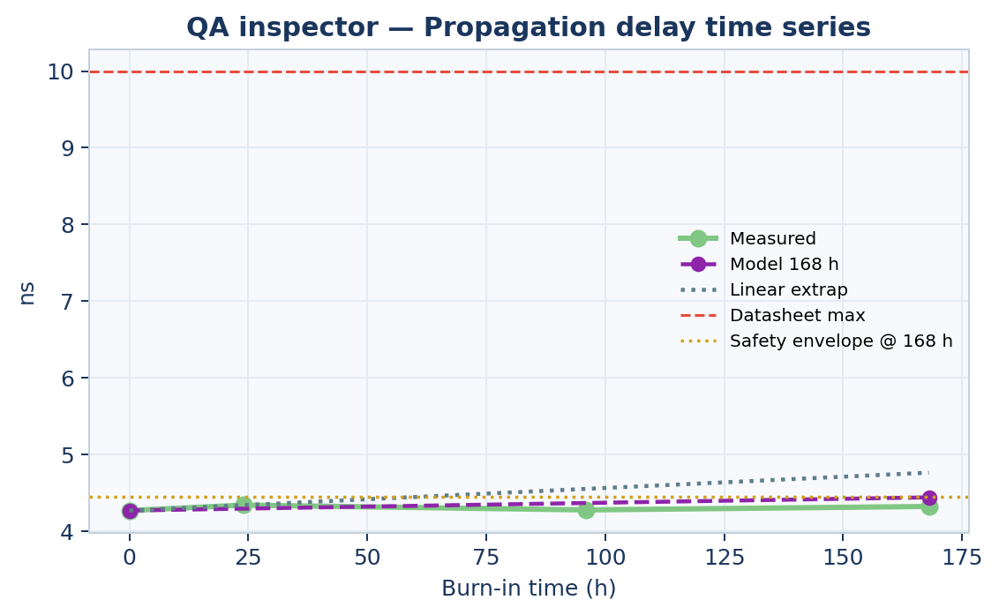 QA inspector — Propagation delay time series
10
9
8
7
6
5
4
ns
Measured
Model 168 h
Linear extrap
Datasheet max
Safety envelope @ 168 h
0 25 50 75 100 125 150 175
Burn-in time (h)